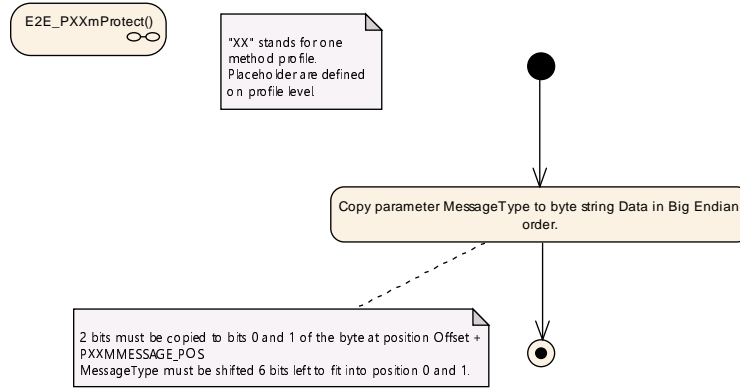 E2E_PXXmProtect()
"XX" stands for one
method profile.
Placeholder are defined
on profile level
Copy parameter MessageType to byte string Data in Big Endian
order.
2 bits must be copied to bits 0 and 1 of the byte at position Offset +
PXXMMESSAGE_POS
MessageType must be shifted 6 bits left to fit into position 0 and 1.